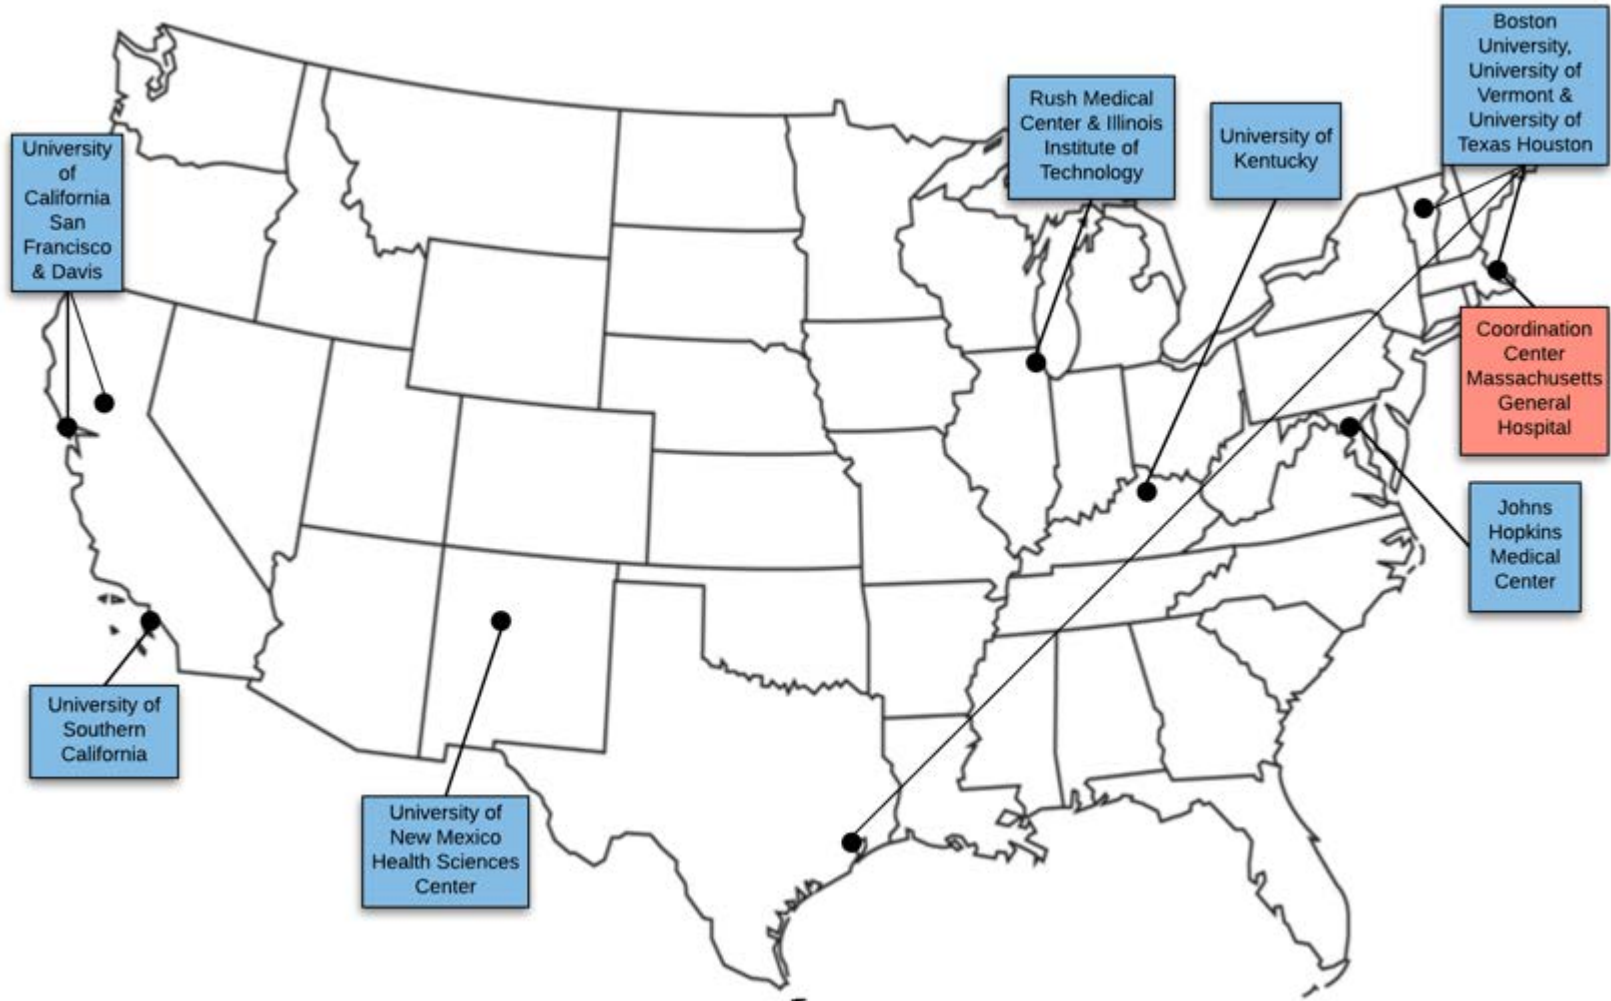 University
of
California
San
Francisco
& Davis
Rush Medical
Center & Illinois
Institute of
Technology
University of
Kentucky
Boston
University,
University of
Vermont &
University of
Texas Houston
Coordination
Center
Massachusetts
General
Hospital
Johns
Hopkins
Medical
Center
University of
Southern
California
University of
New Mexico
Health Sciences
Center